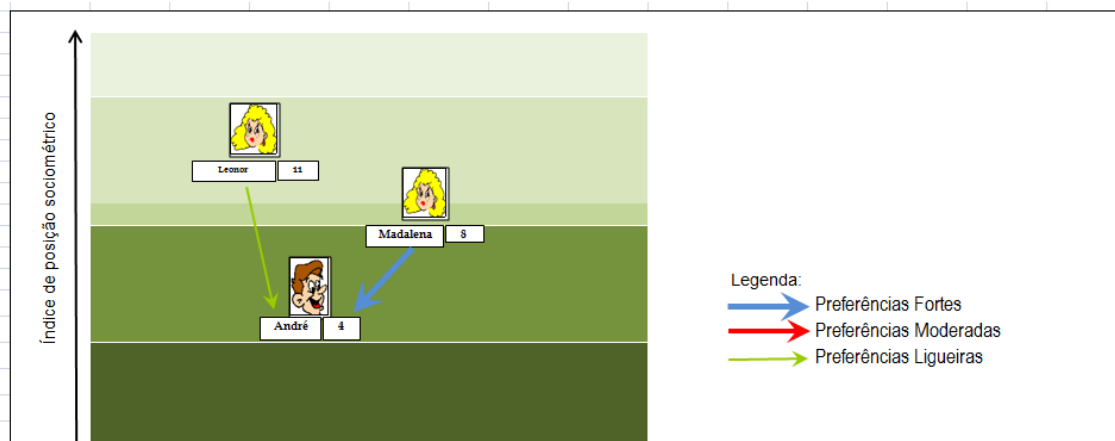 Índice de posição sociométrico
Leonor 11
Madalena 8
André 4
Legenda:
Preferências Fortes
Preferências Moderadas
Preferências Ligueiras